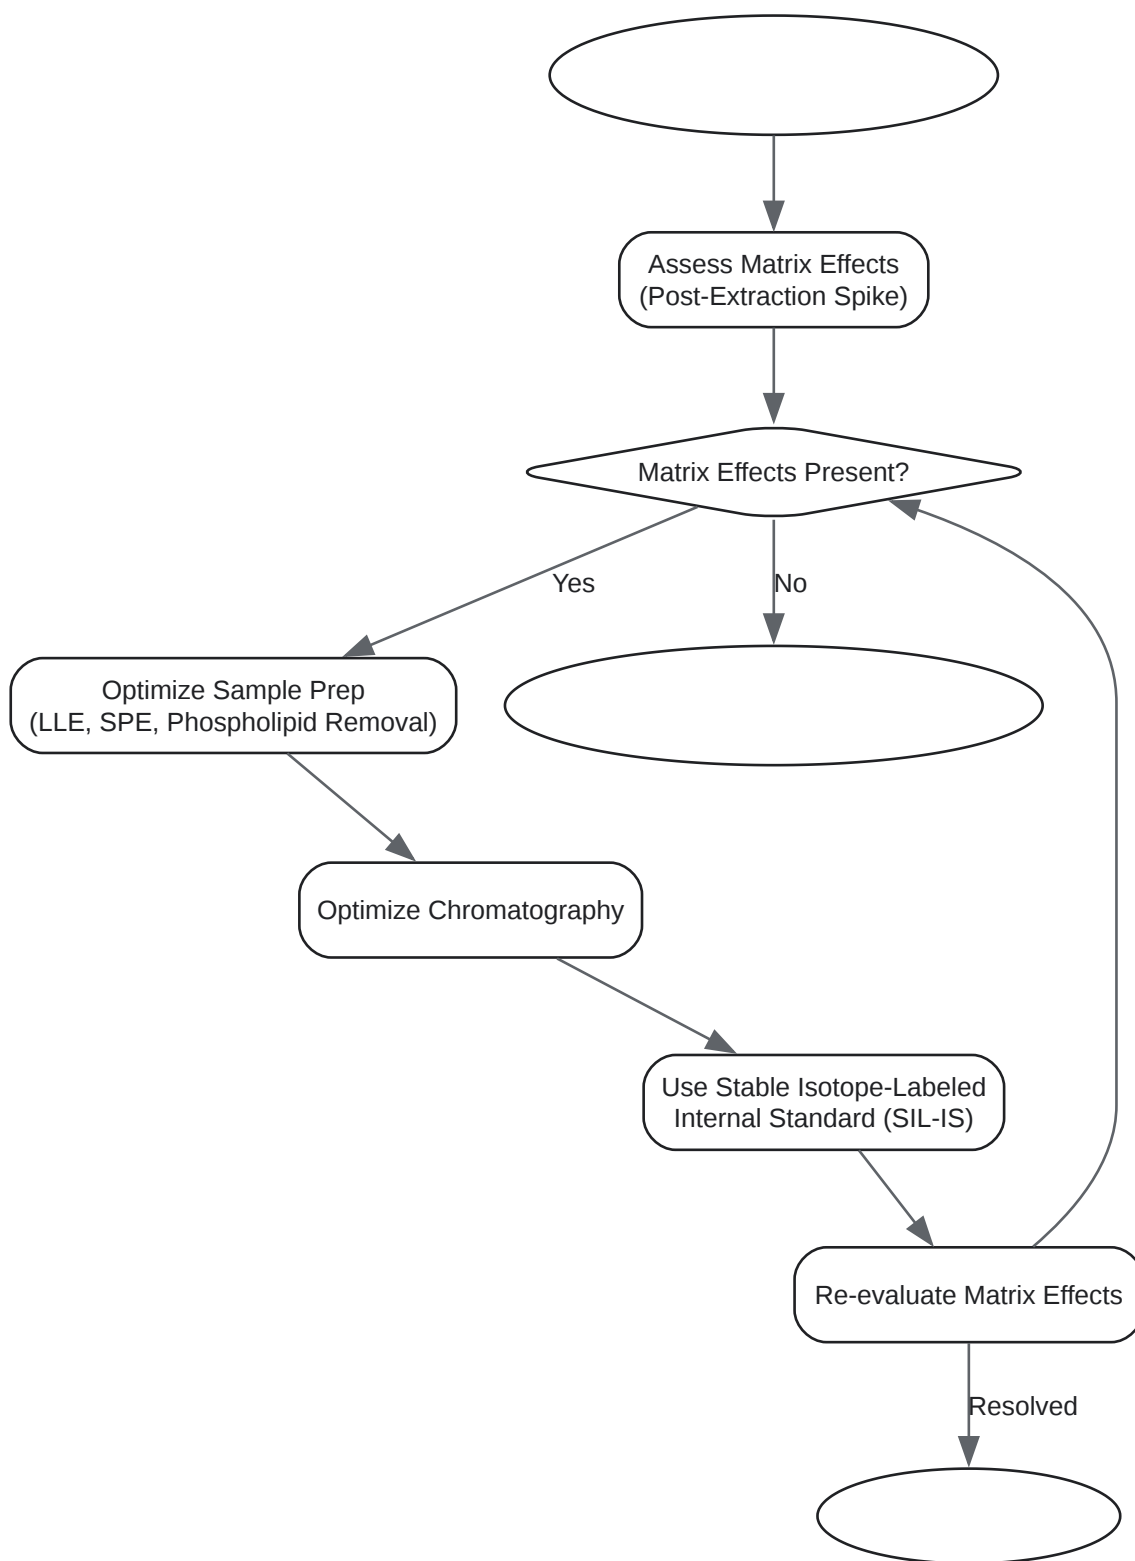 Assess Matrix Effects
(Post-Extraction Spike)
Matrix Effects Present?
Yes
No
Optimize Sample Prep
(LLE, SPE, Phospholipid Removal)
Optimize Chromatography
Use Stable Isotope-Labeled
Internal Standard (SIL-IS)
Re-evaluate Matrix Effects
Resolved